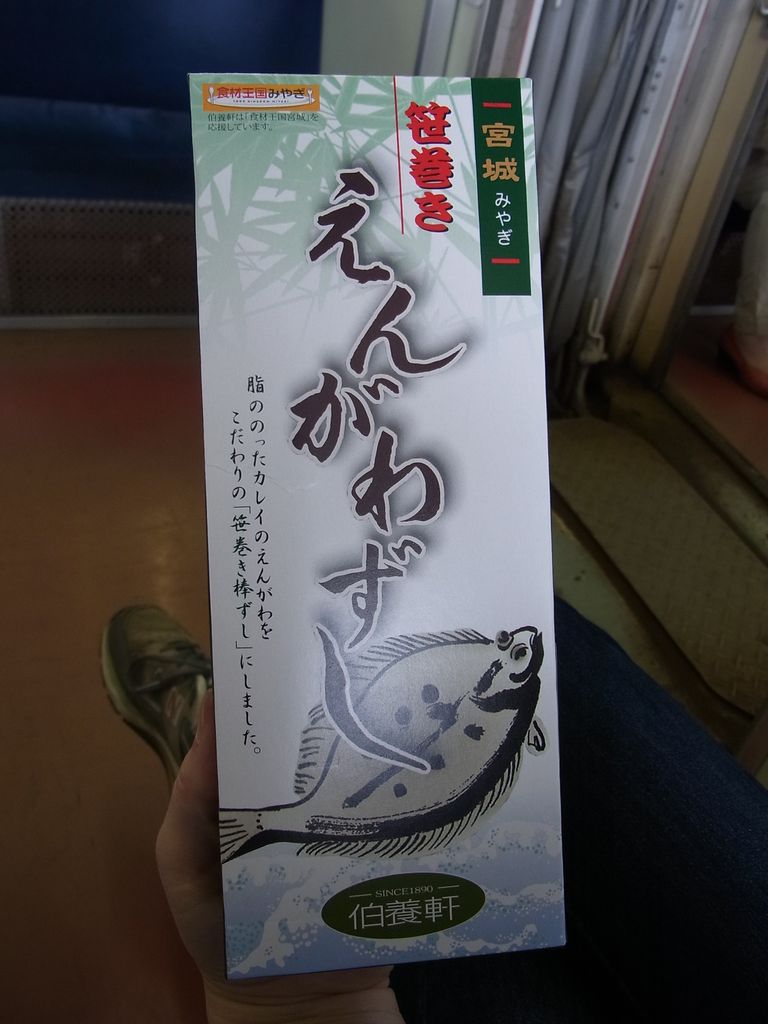 食材王国みやぎ
伯養軒は「食材王国宮城」を
応援しています。
宮城みやぎ
笹巻き
えんがわずし
脂ののったカレイのえんがわを
こだわりの「笹巻き棒ずし」にしました。
SINCE1890
伯養軒